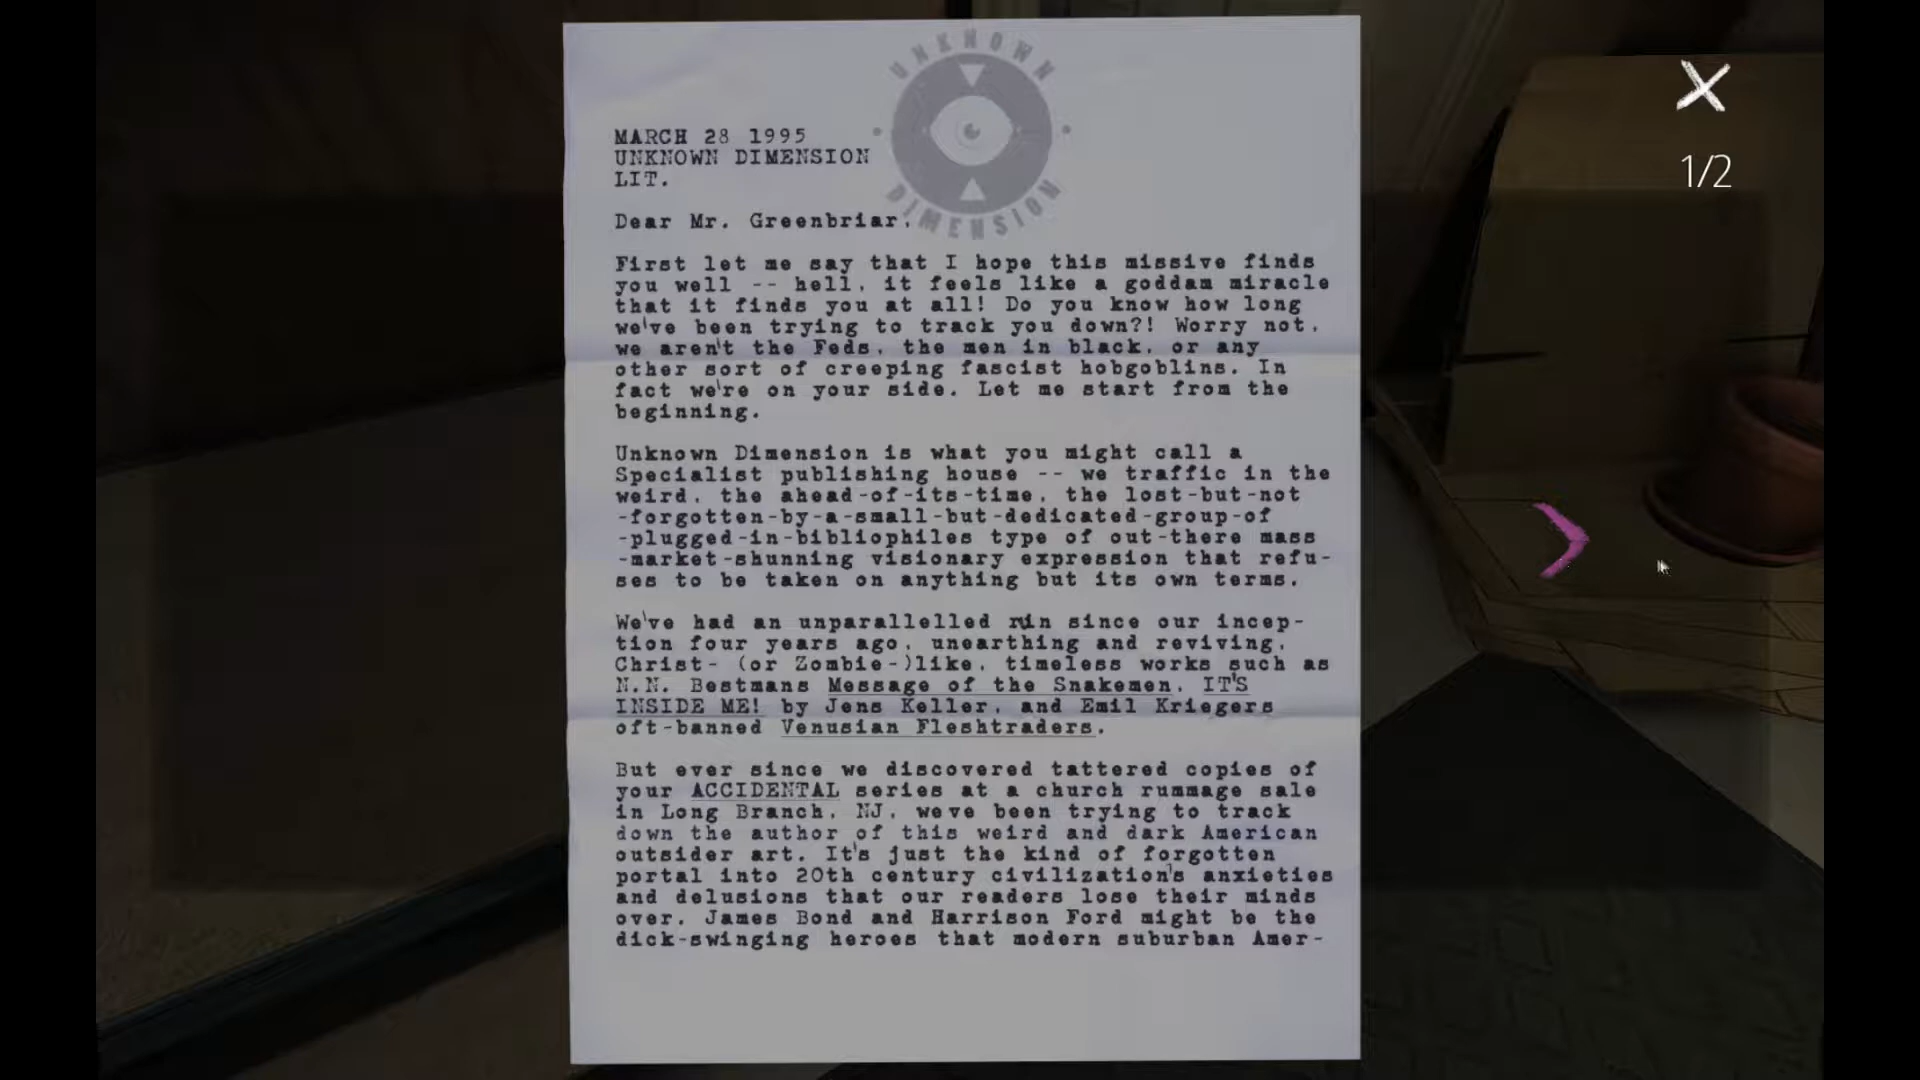 UNKNOWN
DIMENSION
MARCH 28 1995
UNKNOWN DIMENSION
LIT.
Dear Mr. Greenbriar,
First let me say that I hope this missive finds
you well -- hell, it feels like a goddam miracle
that it finds you at all! Do you know how long
we've been trying to track you down?! Worry not,
we aren't the Feds, the men in black, or any
other sort of creeping fascist hobgoblins. In
fact we're on your side. Let me start from the
beginning.
Unknown Dimension is what you might call a
Specialist publishing house -- we traffic in the
weird, the ahead-of-its-time, the lost-but-not
-forgotten-by-a-small-but-dedicated-group-of
-plugged-in-bibliophiles type of out-there mass
-market-shunning visionary expression that refu-
ses to be taken on anything but its own terms.
We've had an unparallelled run since our incep-
tion four years ago, unearthing and reviving,
Christ- (or Zombie-)like, timeless works such as
N.N. Bestmans Message of the Snakemen, IT'S
INSIDE ME! by Jens Keller, and Emil Kriegers
oft-banned Venusian Fleshtraders.
But ever since we discovered tattered copies of
your ACCIDENTAL series at a church rummage sale
in Long Branch, NJ, weve been trying to track
down the author of this weird and dark American
outsider art. It's just the kind of forgotten
portal into 20th century civilization's anxieties
and delusions that our readers lose their minds
over. James Bond and Harrison Ford might be the
dick-swinging heroes that modern suburban Amer-
1/2